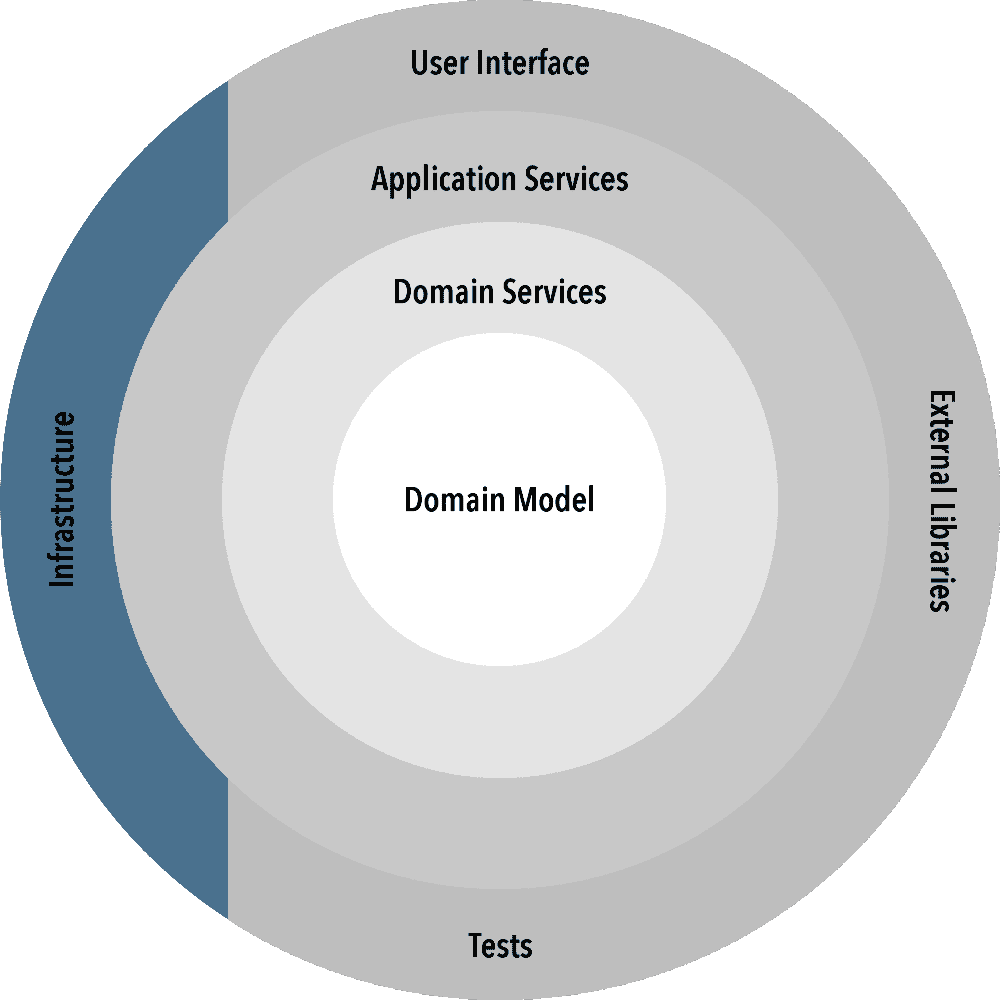 User Interface
Application Services
Domain Services
Domain Model
Infrastructure
External Libraries
Tests